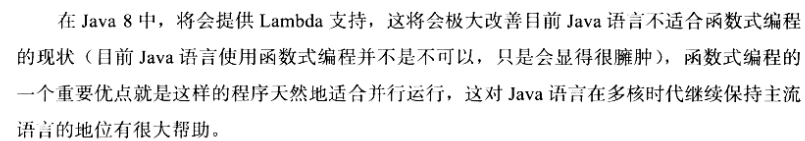 在 Java 8 中，将会提供 Lambda 支持，这将会极大改善目前 Java 语言不适合函数式编程
的现状（目前 Java 语言使用函数式编程并不是不可以，只是会显得很臃肿），函数式编程的
一个重要优点就是这样的程序天然地适合并行运行，这对 Java 语言在多核时代继续保持主流
语言的地位有很大帮助。